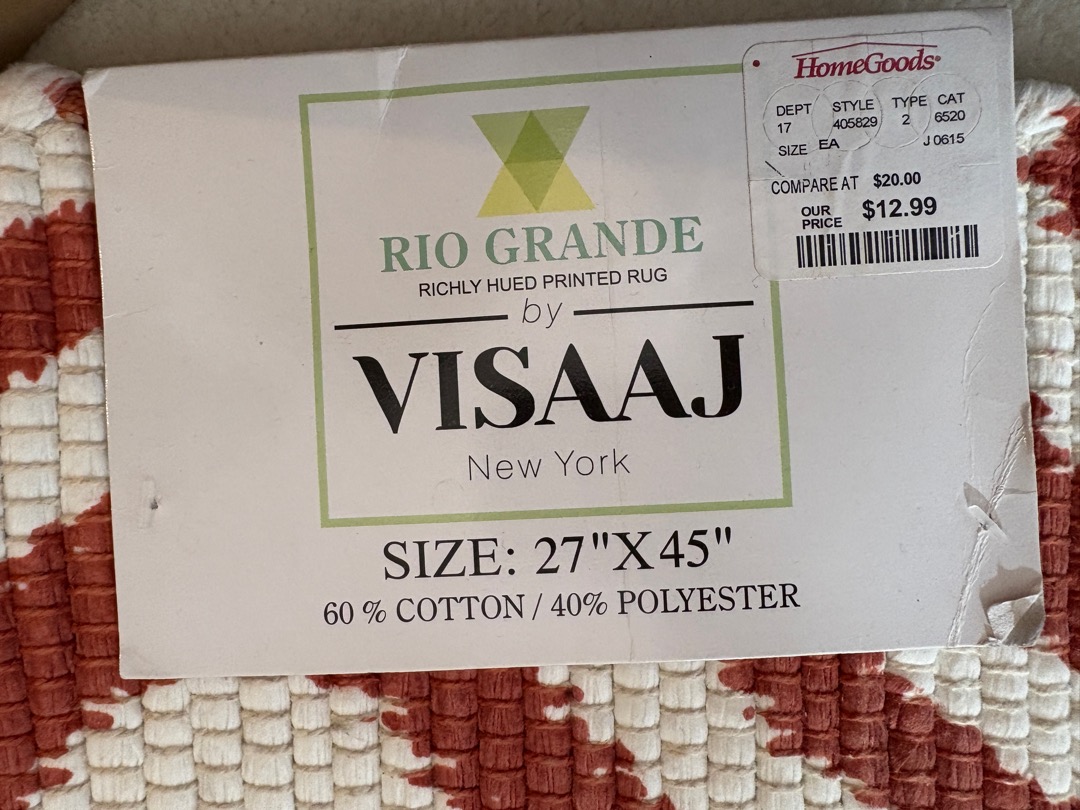 HomeGoods®
DEPT STYLE TYPE CAT
17 405829 2 6520
SIZE EA J 0615
COMPARE AT $20.00
OUR PRICE $12.99
RIO GRANDE
RICHLY HUED PRINTED RUG
by
VISAAJ
New York
SIZE: 27"X45"
60 % COTTON / 40% POLYESTER